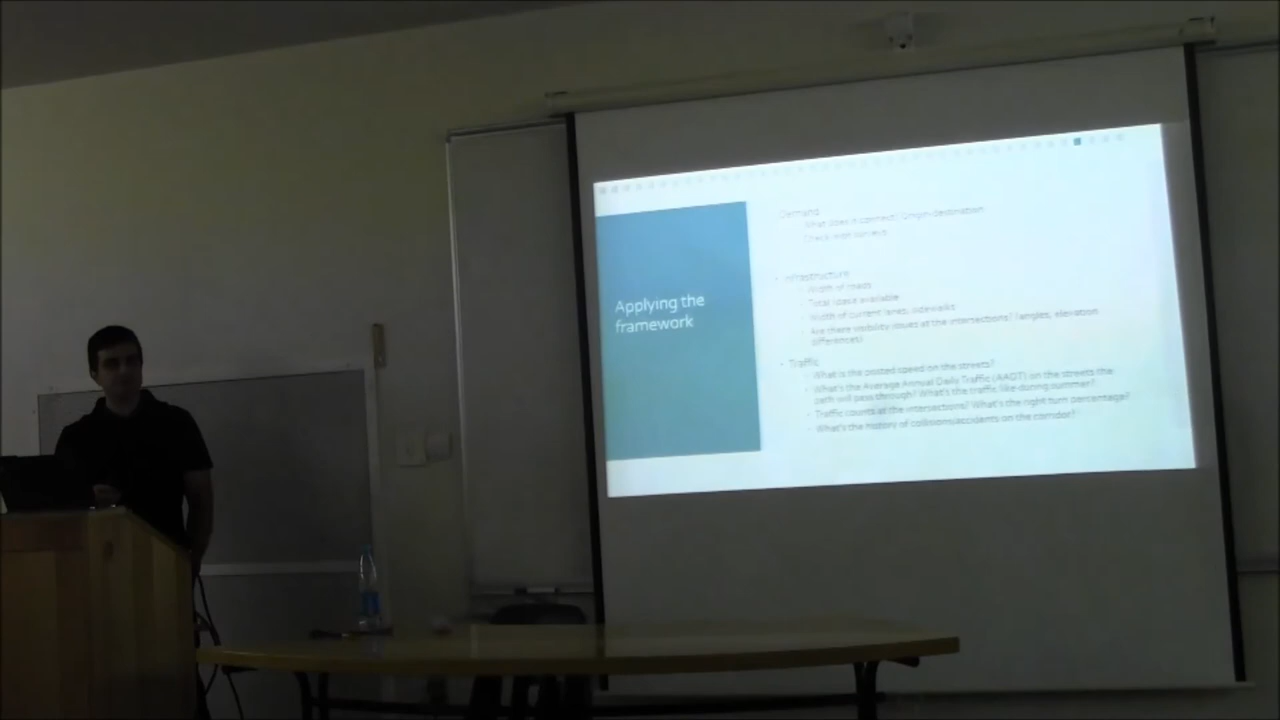 Applying the
framework
Demand
What does it connect? Origin-destination
Check with surveys
Infrastructure
Width of roads
Total space available
Width of current lanes, sidewalks
Are there visibility issues at the intersections? (angles, elevation
differences)
Traffic
What is the posted speed on the streets?
What's the Average Annual Daily Traffic (AADT) on the streets the
path will pass through? What's the traffic like during summer?
Traffic counts at the intersections? What's the right turn percentage?
What's the history of collisions/accidents on the corridor?